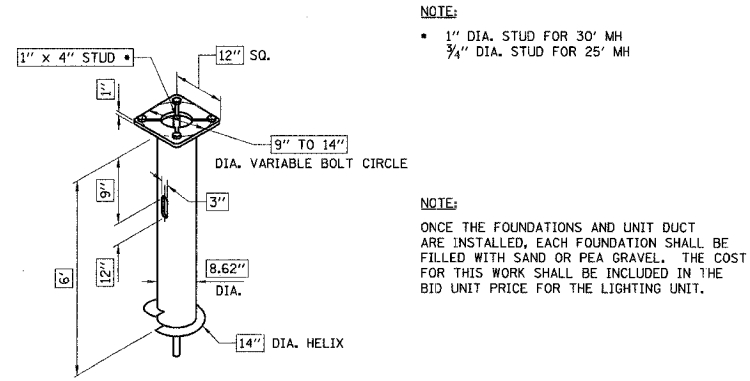 NOTE:
• 1" DIA. STUD FOR 30' MH
3/4" DIA. STUD FOR 25' MH
1" X 4" STUD •
12" SQ.
1"
9" TO 14"
DIA. VARIABLE BOLT CIRCLE
9"
3"
12"
6'
8.62"
DIA.
14" DIA. HELIX
NOTE:
ONCE THE FOUNDATIONS AND UNIT DUCT
ARE INSTALLED, EACH FOUNDATION SHALL BE
FILLED WITH SAND OR PEA GRAVEL. THE COST
FOR THIS WORK SHALL BE INCLUDED IN THE
BID UNIT PRICE FOR THE LIGHTING UNIT.